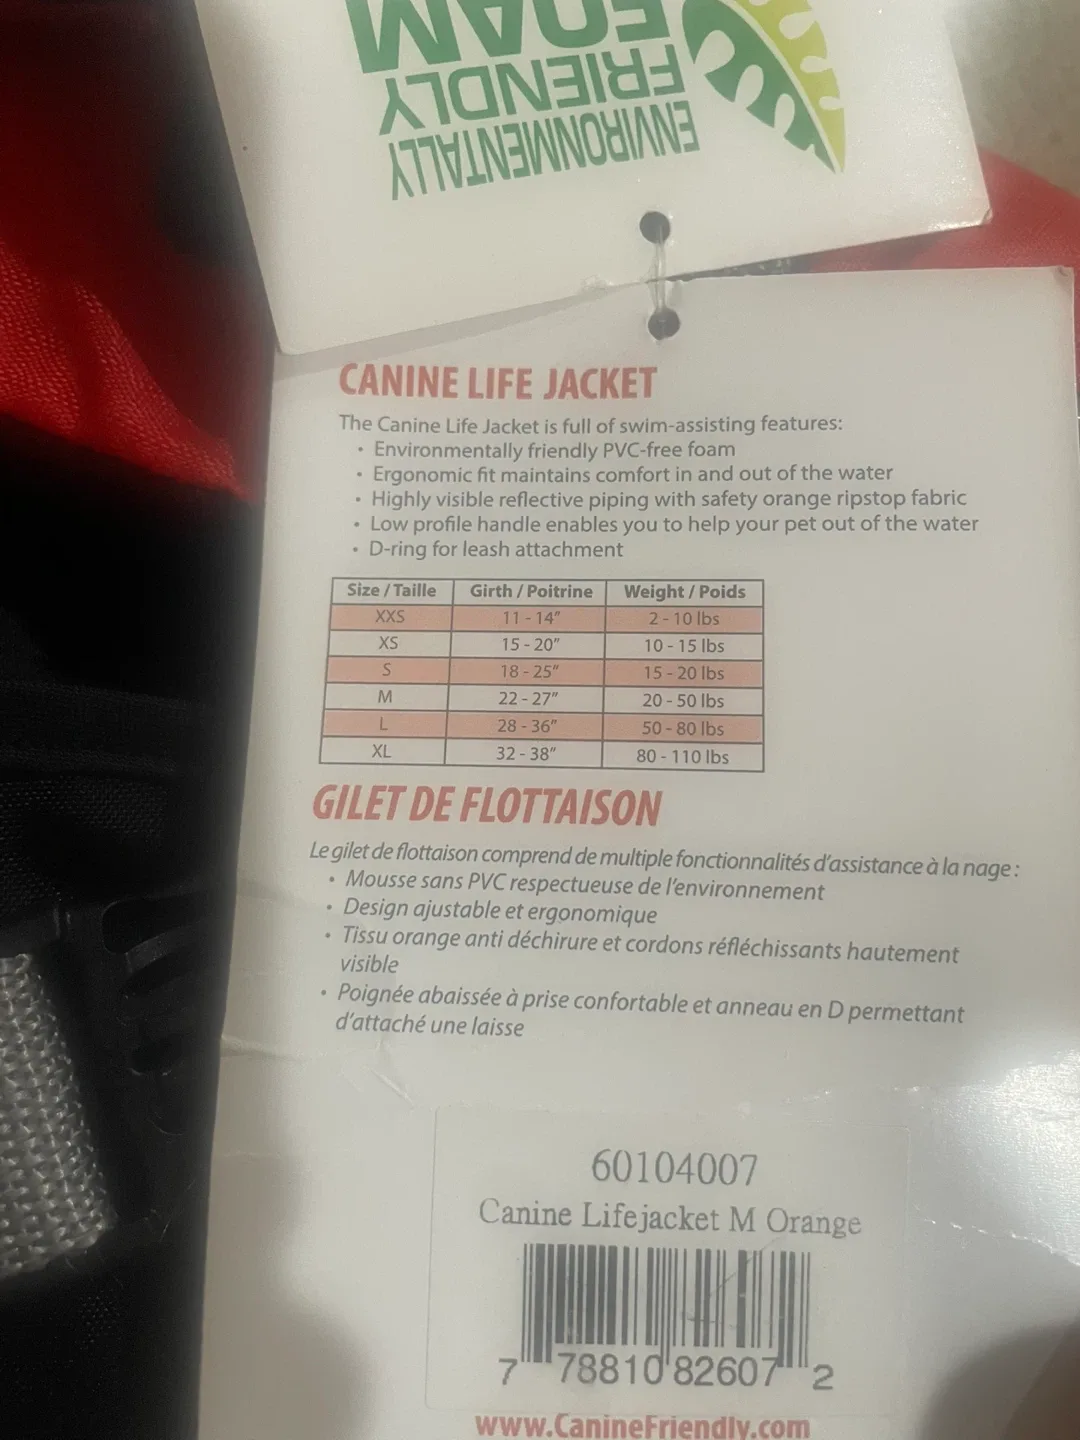 ENVIRONMENTALLY
FRIENDLY
FOAM
CANINE LIFE JACKET
The Canine Life Jacket is full of swim-assisting features:
• Environmentally friendly PVC-free foam
• Ergonomic fit maintains comfort in and out of the water
• Highly visible reflective piping with safety orange ripstop fabric
• Low profile handle enables you to help your pet out of the water
• D-ring for leash attachment
Size / Taille Girth / Poitrine Weight / Poids
XXS 11 - 14" 2 - 10 lbs
XS 15 - 20" 10 - 15 lbs
S 18 - 25" 15 - 20 lbs
M 22 - 27" 20 - 50 lbs
L 28 - 36" 50 - 80 lbs
XL 32 - 38" 80 - 110 lbs
GILET DE FLOTTAISON
Le gilet de flottaison comprend de multiple fonctionnalités d'assistance à la nage :
• Mousse sans PVC respectueuse de l'environnement
• Design ajustable et ergonomique
• Tissu orange anti déchirure et cordons réfléchissants hautement
visible
• Poignée abaissée à prise confortable et anneau en D permettant
d'attaché une laisse
60104007
Canine Lifejacket M Orange
7 78810 82607 2
www.CanineFriendly.com